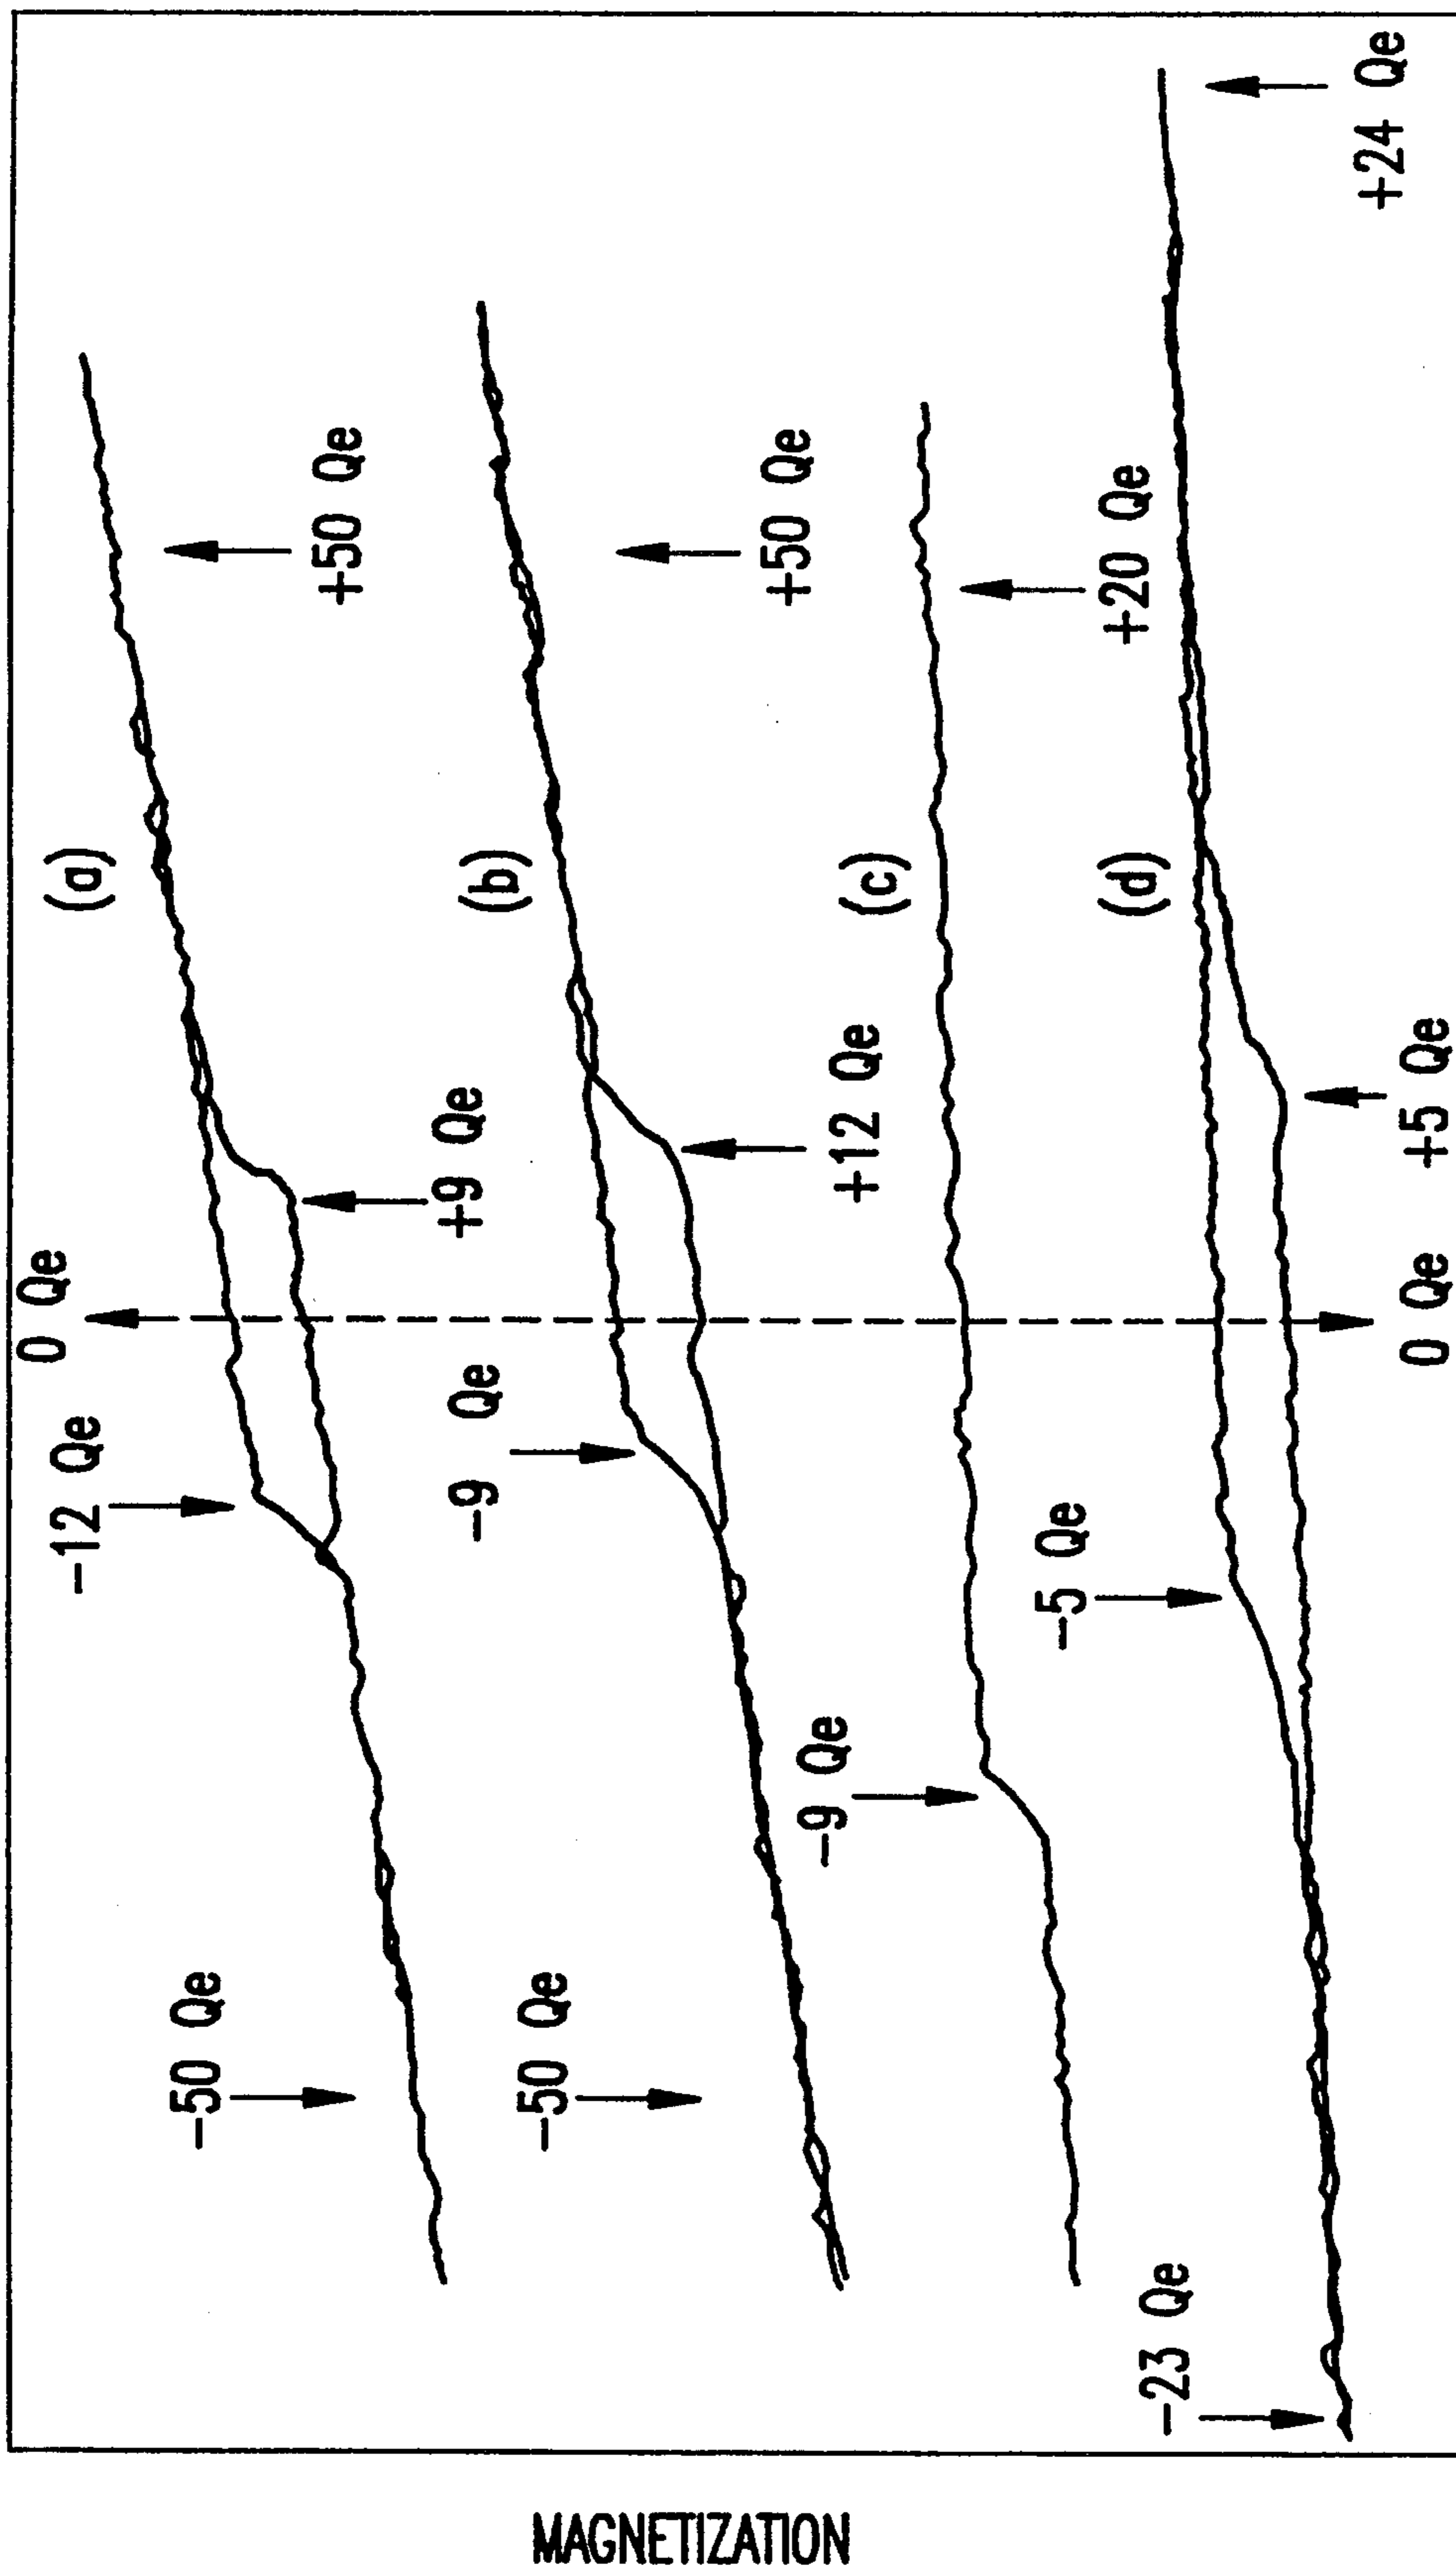 MAGNETIZATION
0 Qe
-12 Qe
(a)
-50 Qe
+9 Qe
+50 Qe
-9 Qe
(b)
-50 Qe
+12 Qe
+50 Qe
-9 Qe
(c)
+20 Qe
-5 Qe
(d)
-23 Qe
0 Qe
+5 Qe
+24 Qe